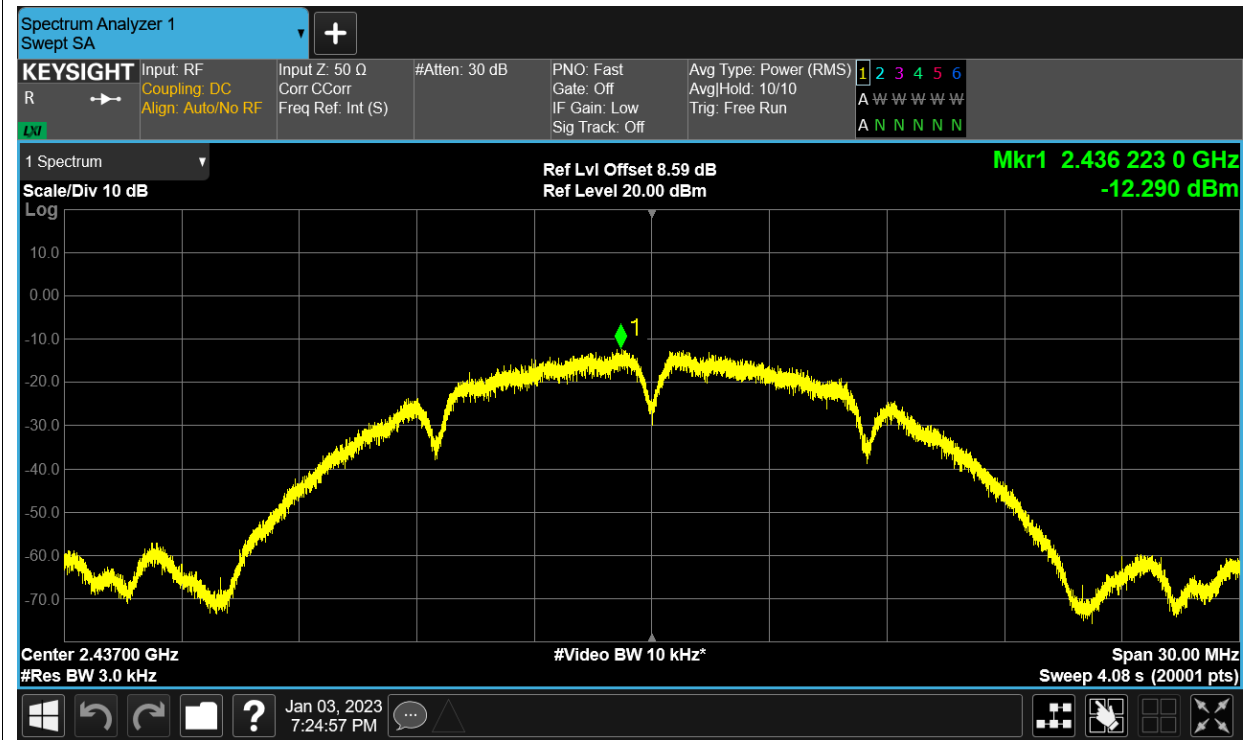 Spectrum Analyzer 1
Swept SA
KEYSIGHT
R
LXI
Input: RF
Coupling: DC
Align: Auto/No RF
Input Z: 50 Ω
Corr CCorr
Freq Ref: Int (S)
#Atten: 30 dB
PNO: Fast
Gate: Off
IF Gain: Low
Sig Track: Off
Avg Type: Power (RMS)
Avg|Hold: 10/10
Trig: Free Run
1 2 3 4 5 6
A W W W W W
A N N N N N
1 Spectrum
Scale/Div 10 dB
Log
Ref Lvl Offset 8.59 dB
Ref Level 20.00 dBm
Mkr1 2.436 223 0 GHz
-12.290 dBm
10.0
0.00
1
-10.0
-20.0
-30.0
-40.0
-50.0
-60.0
-70.0
Center 2.43700 GHz
#Res BW 3.0 kHz
#Video BW 10 kHz*
Span 30.00 MHz
Sweep 4.08 s (20001 pts)
?
Jan 03, 2023
7:24:57 PM